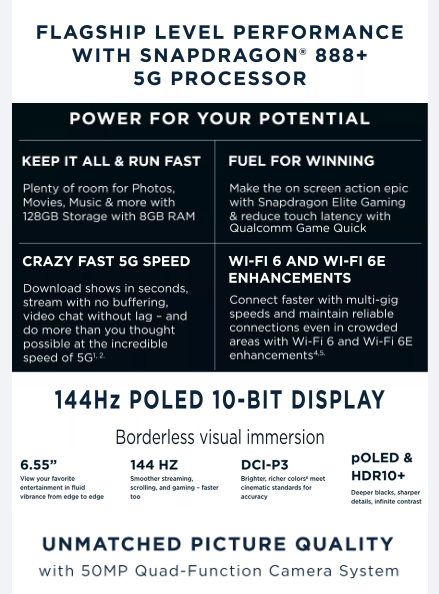 FLAGSHIP LEVEL PERFORMANCE
WITH SNAPDRAGON® 888+
5G PROCESSOR
POWER FOR YOUR POTENTIAL
KEEP IT ALL & RUN FAST
Plenty of room for Photos,
Movies, Music & more with
128GB Storage with 8GB RAM
FUEL FOR WINNING
Make the on screen action epic
with Snapdragon Elite Gaming
& reduce touch latency with
Qualcomm Game Quick
CRAZY FAST 5G SPEED
Download shows in seconds,
stream with no buffering,
video chat without lag – and
do more than you thought
possible at the incredible
speed of 5G1, 2.
WI-FI 6 AND WI-FI 6E
ENHANCEMENTS
Connect faster with multi-gig
speeds and maintain reliable
connections even in crowded
areas with Wi-Fi 6 and Wi-Fi 6E
enhancements4,5.
144Hz POLED 10-BIT DISPLAY
Borderless visual immersion
6.55”
View your favorite
entertainment in fluid
vibrance from edge to edge
144 HZ
Smoother streaming,
scrolling, and gaming – faster
too
DCI-P3
Brighter, richer colors⁶ meet
cinematic standards for
accuracy
pOLED &
HDR10+
Deeper blacks, sharper
details, infinite contrast
UNMATCHED PICTURE QUALITY
with 50MP Quad-Function Camera System